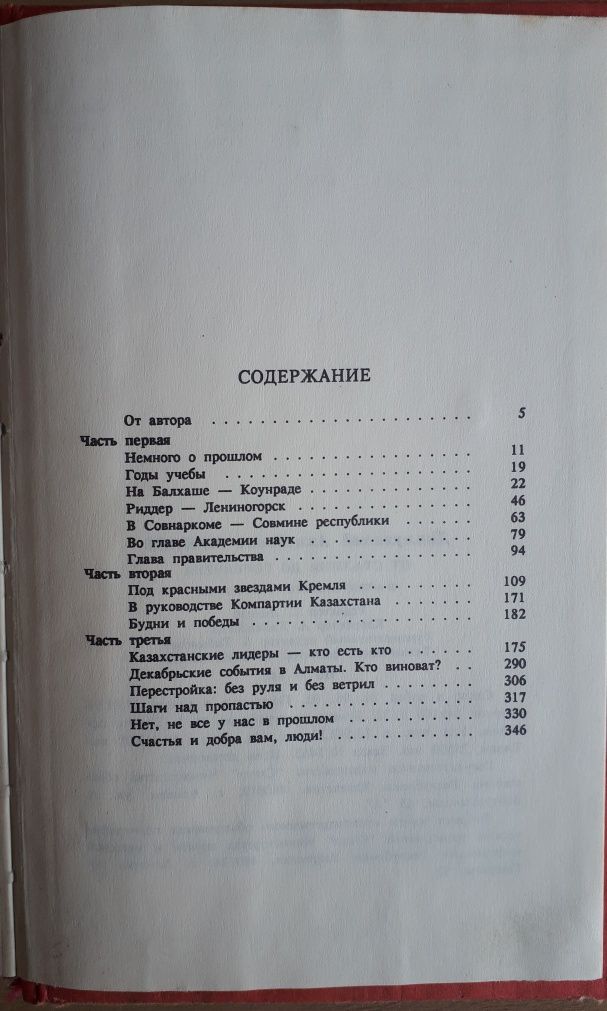 СОДЕРЖАНИЕ
От автора . . . . . . . . . . . . . . . . . . . . . . 5
Часть первая
Немного о прошлом . . . . . . . . . . . . . . . . . 11
Годы учебы . . . . . . . . . . . . . . . . . . . . . 19
На Балхаше — Коунраде . . . . . . . . . . . . . . 22
Риддер — Лениногорск . . . . . . . . . . . . . . . 46
В Совнаркоме — Совмине республики . . . . . . 63
Во главе Академии наук . . . . . . . . . . . . . . 79
Глава правительства . . . . . . . . . . . . . . . . . 94
Часть вторая
Под красными звездами Кремля . . . . . . . . . . 109
В руководстве Компартии Казахстана . . . . . . . 171
Будни и победы . . . . . . . . . . . . . . . . . . . 182
Часть третья
Казахстанские лидеры — кто есть кто . . . . . . 175
Декабрьские события в Алматы. Кто виноват? . . 290
Перестройка: без руля и без ветрил . . . . . . . . 306
Шаги над пропастью . . . . . . . . . . . . . . . . 317
Нет, не все у нас в прошлом . . . . . . . . . . . 330
Счастья и добра вам, люди! . . . . . . . . . . . . 346